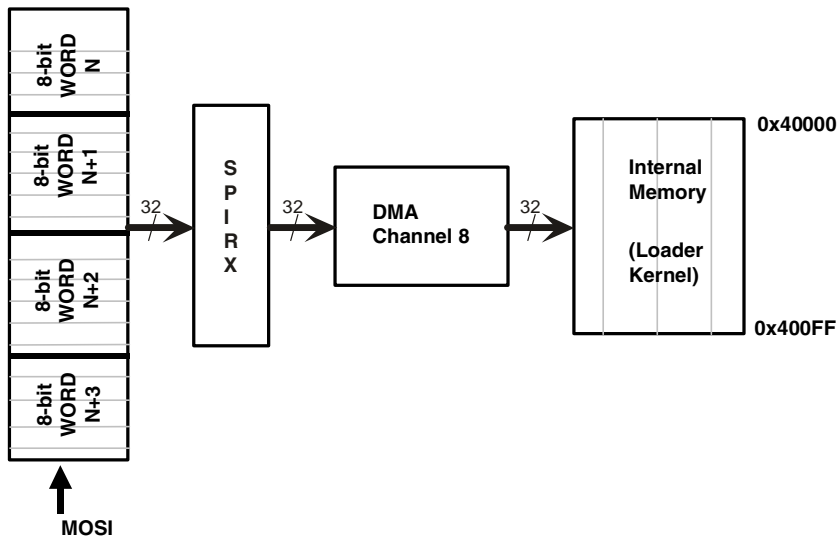 8-bit
WORD
N
8-bit
WORD
N+1
8-bit
WORD
N+2
8-bit
WORD
N+3
MOSI
32
S
P
I
R
X
32
DMA
Channel 8
32
Internal
Memory
(Loader
Kernel)
0x40000
0x400FF